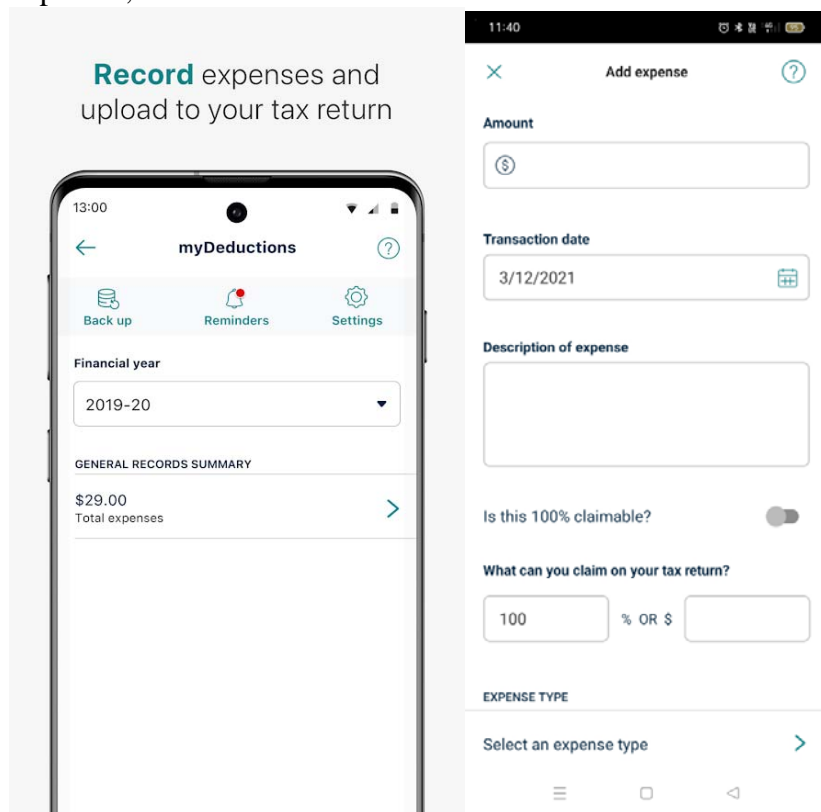 Record expenses and
upload to your tax return
13:00
myDeductions
Back up
Reminders
Settings
Financial year
2019-20
GENERAL RECORDS SUMMARY
$29.00
Total expenses
11:40
Add expense
Amount
Transaction date
3/12/2021
Description of expense
Is this 100% claimable?
What can you claim on your tax return?
100 % OR $
EXPENSE TYPE
Select an expense type